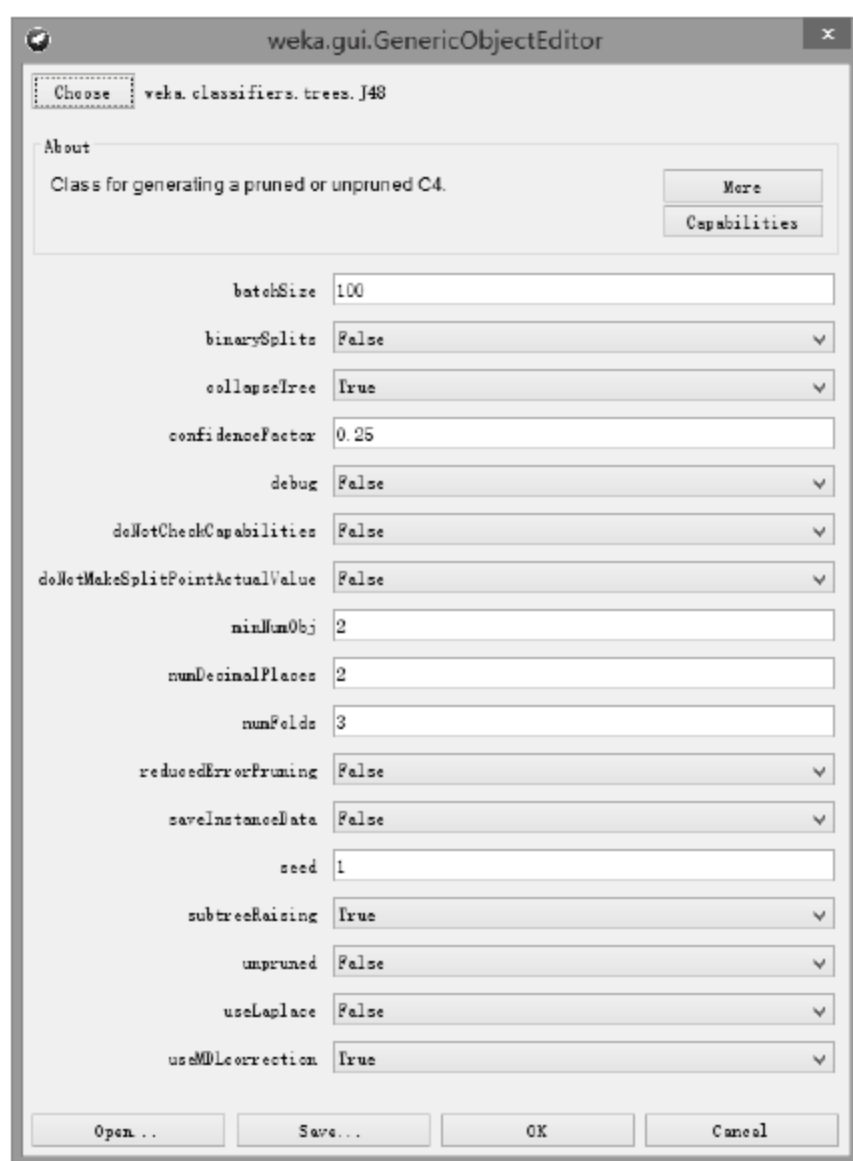 weka.gui.GenericObjectEditor
x
Choose weka.classifiers.trees.J48
About
Class for generating a pruned or unpruned C4.
More
Capabilities
batchSize 100
binarySplits False
collapseTree True
confidenceFactor 0.25
debug False
doNotCheckCapabilities False
doNotMakeSplitPointActualValue False
minNumObj 2
numDecimalPlaces 2
numFolds 3
reducedErrorPruning False
saveInstanceData False
seed 1
subtreeRaising True
unpruned False
useLaplace False
useMDLcorrection True
Open... Save... OK Cancel